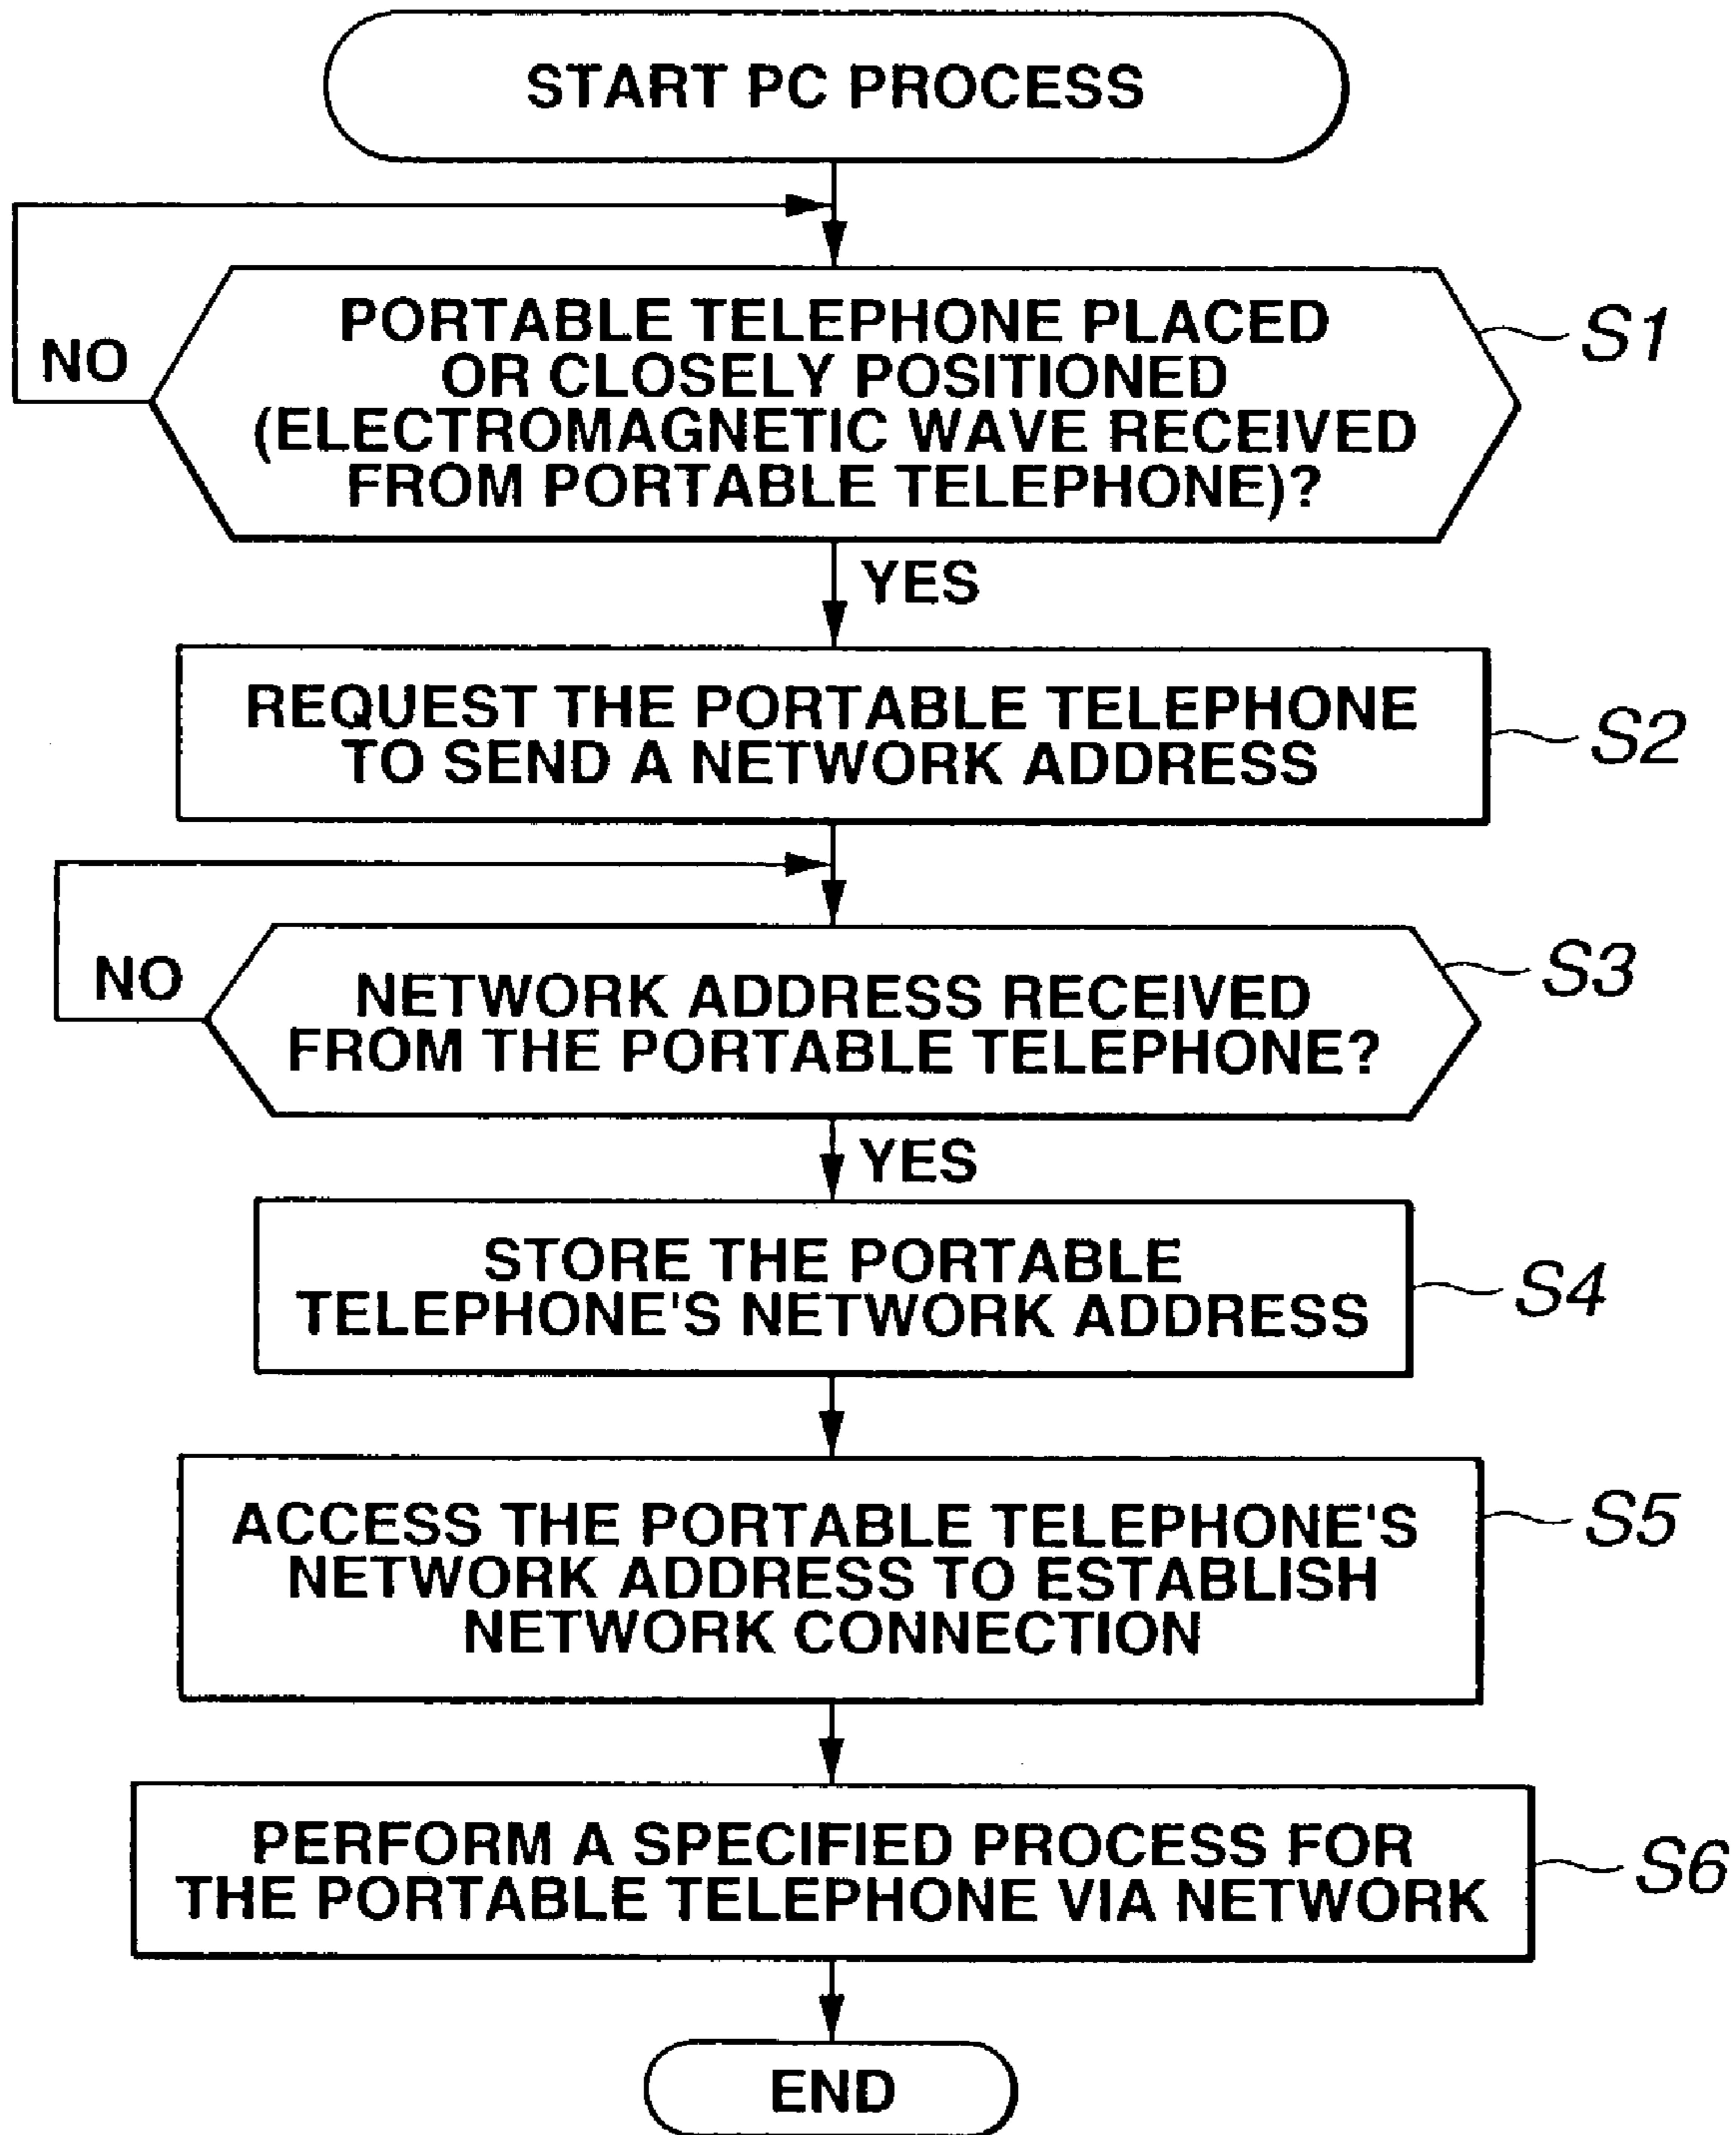 START PC PROCESS
NO
PORTABLE TELEPHONE PLACED
OR CLOSELY POSITIONED
(ELECTROMAGNETIC WAVE RECEIVED
FROM PORTABLE TELEPHONE)?
S1
YES
REQUEST THE PORTABLE TELEPHONE
TO SEND A NETWORK ADDRESS
S2
NO
NETWORK ADDRESS RECEIVED
FROM THE PORTABLE TELEPHONE?
S3
YES
STORE THE PORTABLE
TELEPHONE'S NETWORK ADDRESS
S4
ACCESS THE PORTABLE TELEPHONE'S
NETWORK ADDRESS TO ESTABLISH
NETWORK CONNECTION
S5
PERFORM A SPECIFIED PROCESS FOR
THE PORTABLE TELEPHONE VIA NETWORK
S6
END